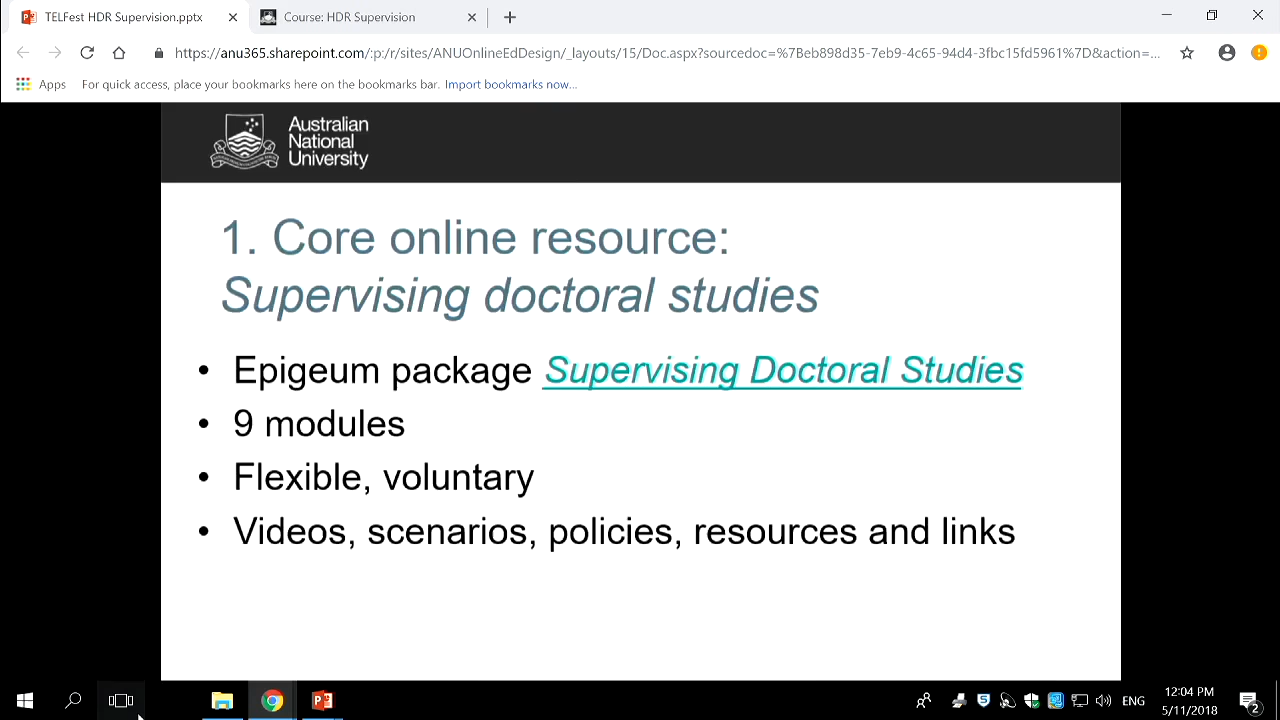 TELFest HDR Supervision.pptx
Course: HDR Supervision
https://anu365.sharepoint.com/:p:/r/sites/ANUOnlineEdDesign/_layouts/15/Doc.aspx?sourcedoc=%7Beb898d35-7eb9-4c65-94d4-3fbc15fd5961%7D&action=...
Apps For quick access, place your bookmarks here on the bookmarks bar. Import bookmarks now...
Australian
National
University
1. Core online resource:
Supervising doctoral studies
• Epigeum package Supervising Doctoral Studies
• 9 modules
• Flexible, voluntary
• Videos, scenarios, policies, resources and links
ENG
12:04 PM
5/11/2018
2